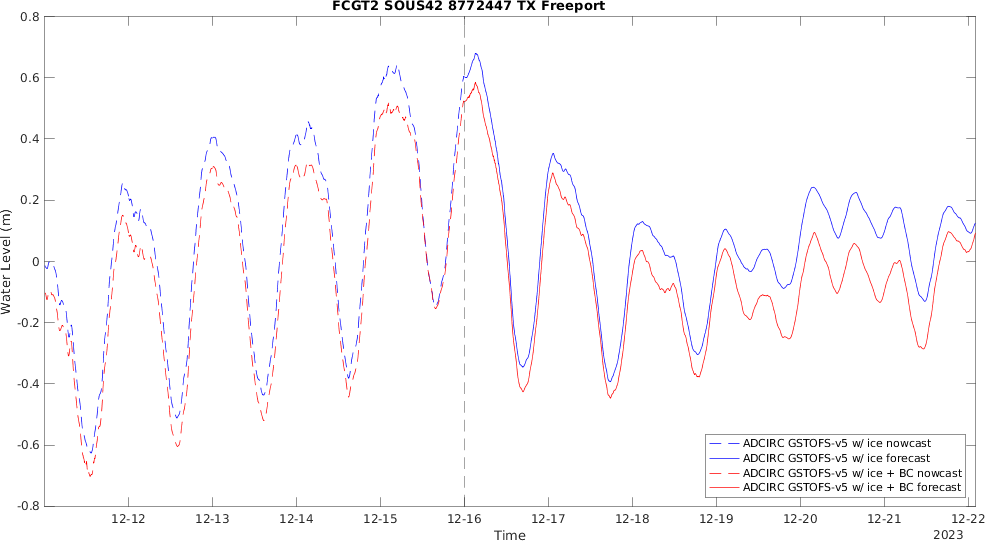 FCGT2 SOUS42 8772447 TX Freeport
0.8
0.6
0.4
0.2
0
-0.2
-0.4
-0.6
-0.8
Water Level (m)
12-12 12-13 12-14 12-15 12-16 12-17 12-18 12-19 12-20 12-21 12-22
2023
Time
ADCIRC GSTOFS-v5 w/ ice nowcast
ADCIRC GSTOFS-v5 w/ ice forecast
ADCIRC GSTOFS-v5 w/ ice + BC nowcast
ADCIRC GSTOFS-v5 w/ ice + BC forecast